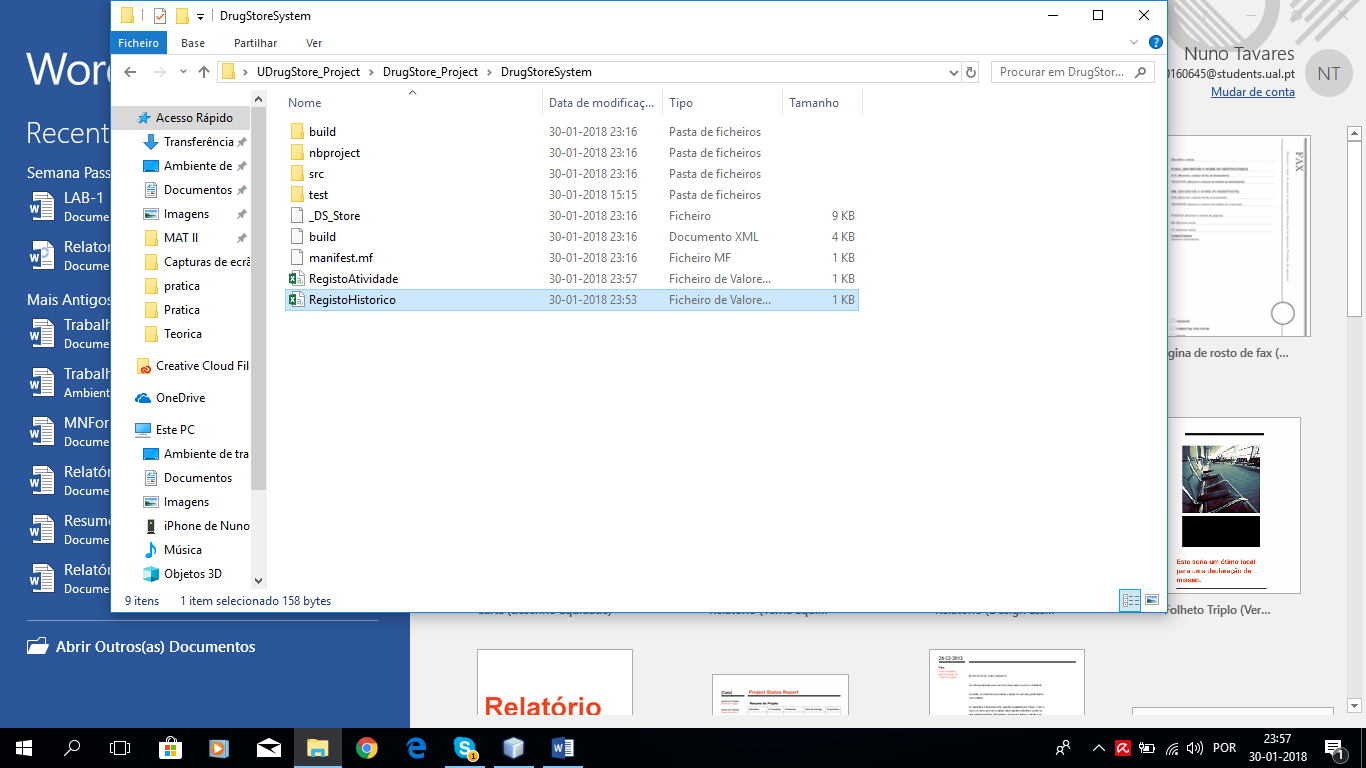 DrugStoreSystem
Ficheiro Base Partilhar Ver
UDrugStore_Project DrugStore_Project DrugStoreSystem
Procurar em DrugStor...
Nome Data de modificaç... Tipo Tamanho
build 30-01-2018 23:16 Pasta de ficheiros
nbproject 30-01-2018 23:16 Pasta de ficheiros
src 30-01-2018 23:16 Pasta de ficheiros
test 30-01-2018 15:15 Pasta de ficheiros
_DS_Store 30-01-2018 23:16 Ficheiro 9 KB
build 30-01-2018 23:16 Documento XML 4 KB
manifest.mf 30-01-2018 23:16 Ficheiro MF 1 KB
RegistoAtividade 30-01-2018 23:57 Ficheiro de Valore... 1 KB
RegistoHistorico 30-01-2018 23:53 Ficheiro de Valore... 1 KB
Acesso Rápido
Transferência
Ambiente de
Documentos
Imagens
MAT II
Capturas de ecrã
pratica
Pratica
Teorica
Creative Cloud Fil
OneDrive
Este PC
Ambiente de tra
Documentos
Imagens
iPhone de Nuno
Música
Objetos 3D
9 itens 1 item selecionado 158 bytes
Wor
Recent
Semana Pass
LAB-1
Docume
Relator
Docume
Mais Antigos
Trabalh
Docume
Trabalh
Ambien
MNFor
Docume
Relatór
Docume
Resum
Docume
Relatór
Docume
Abrir Outros(as) Documentos
Nuno Tavares
0160645@students.ual.pt
NT
Mudar de conta
FAX
gina de rosto de fax (...
Este seria um ótimo local
para uma declaração de
missão.
Folheto Triplo (Ver...
Relatório
[Data] Project Status Report
Resumo do Projeto
28-02-2013
POR
23:57
30-01-2018
1
1